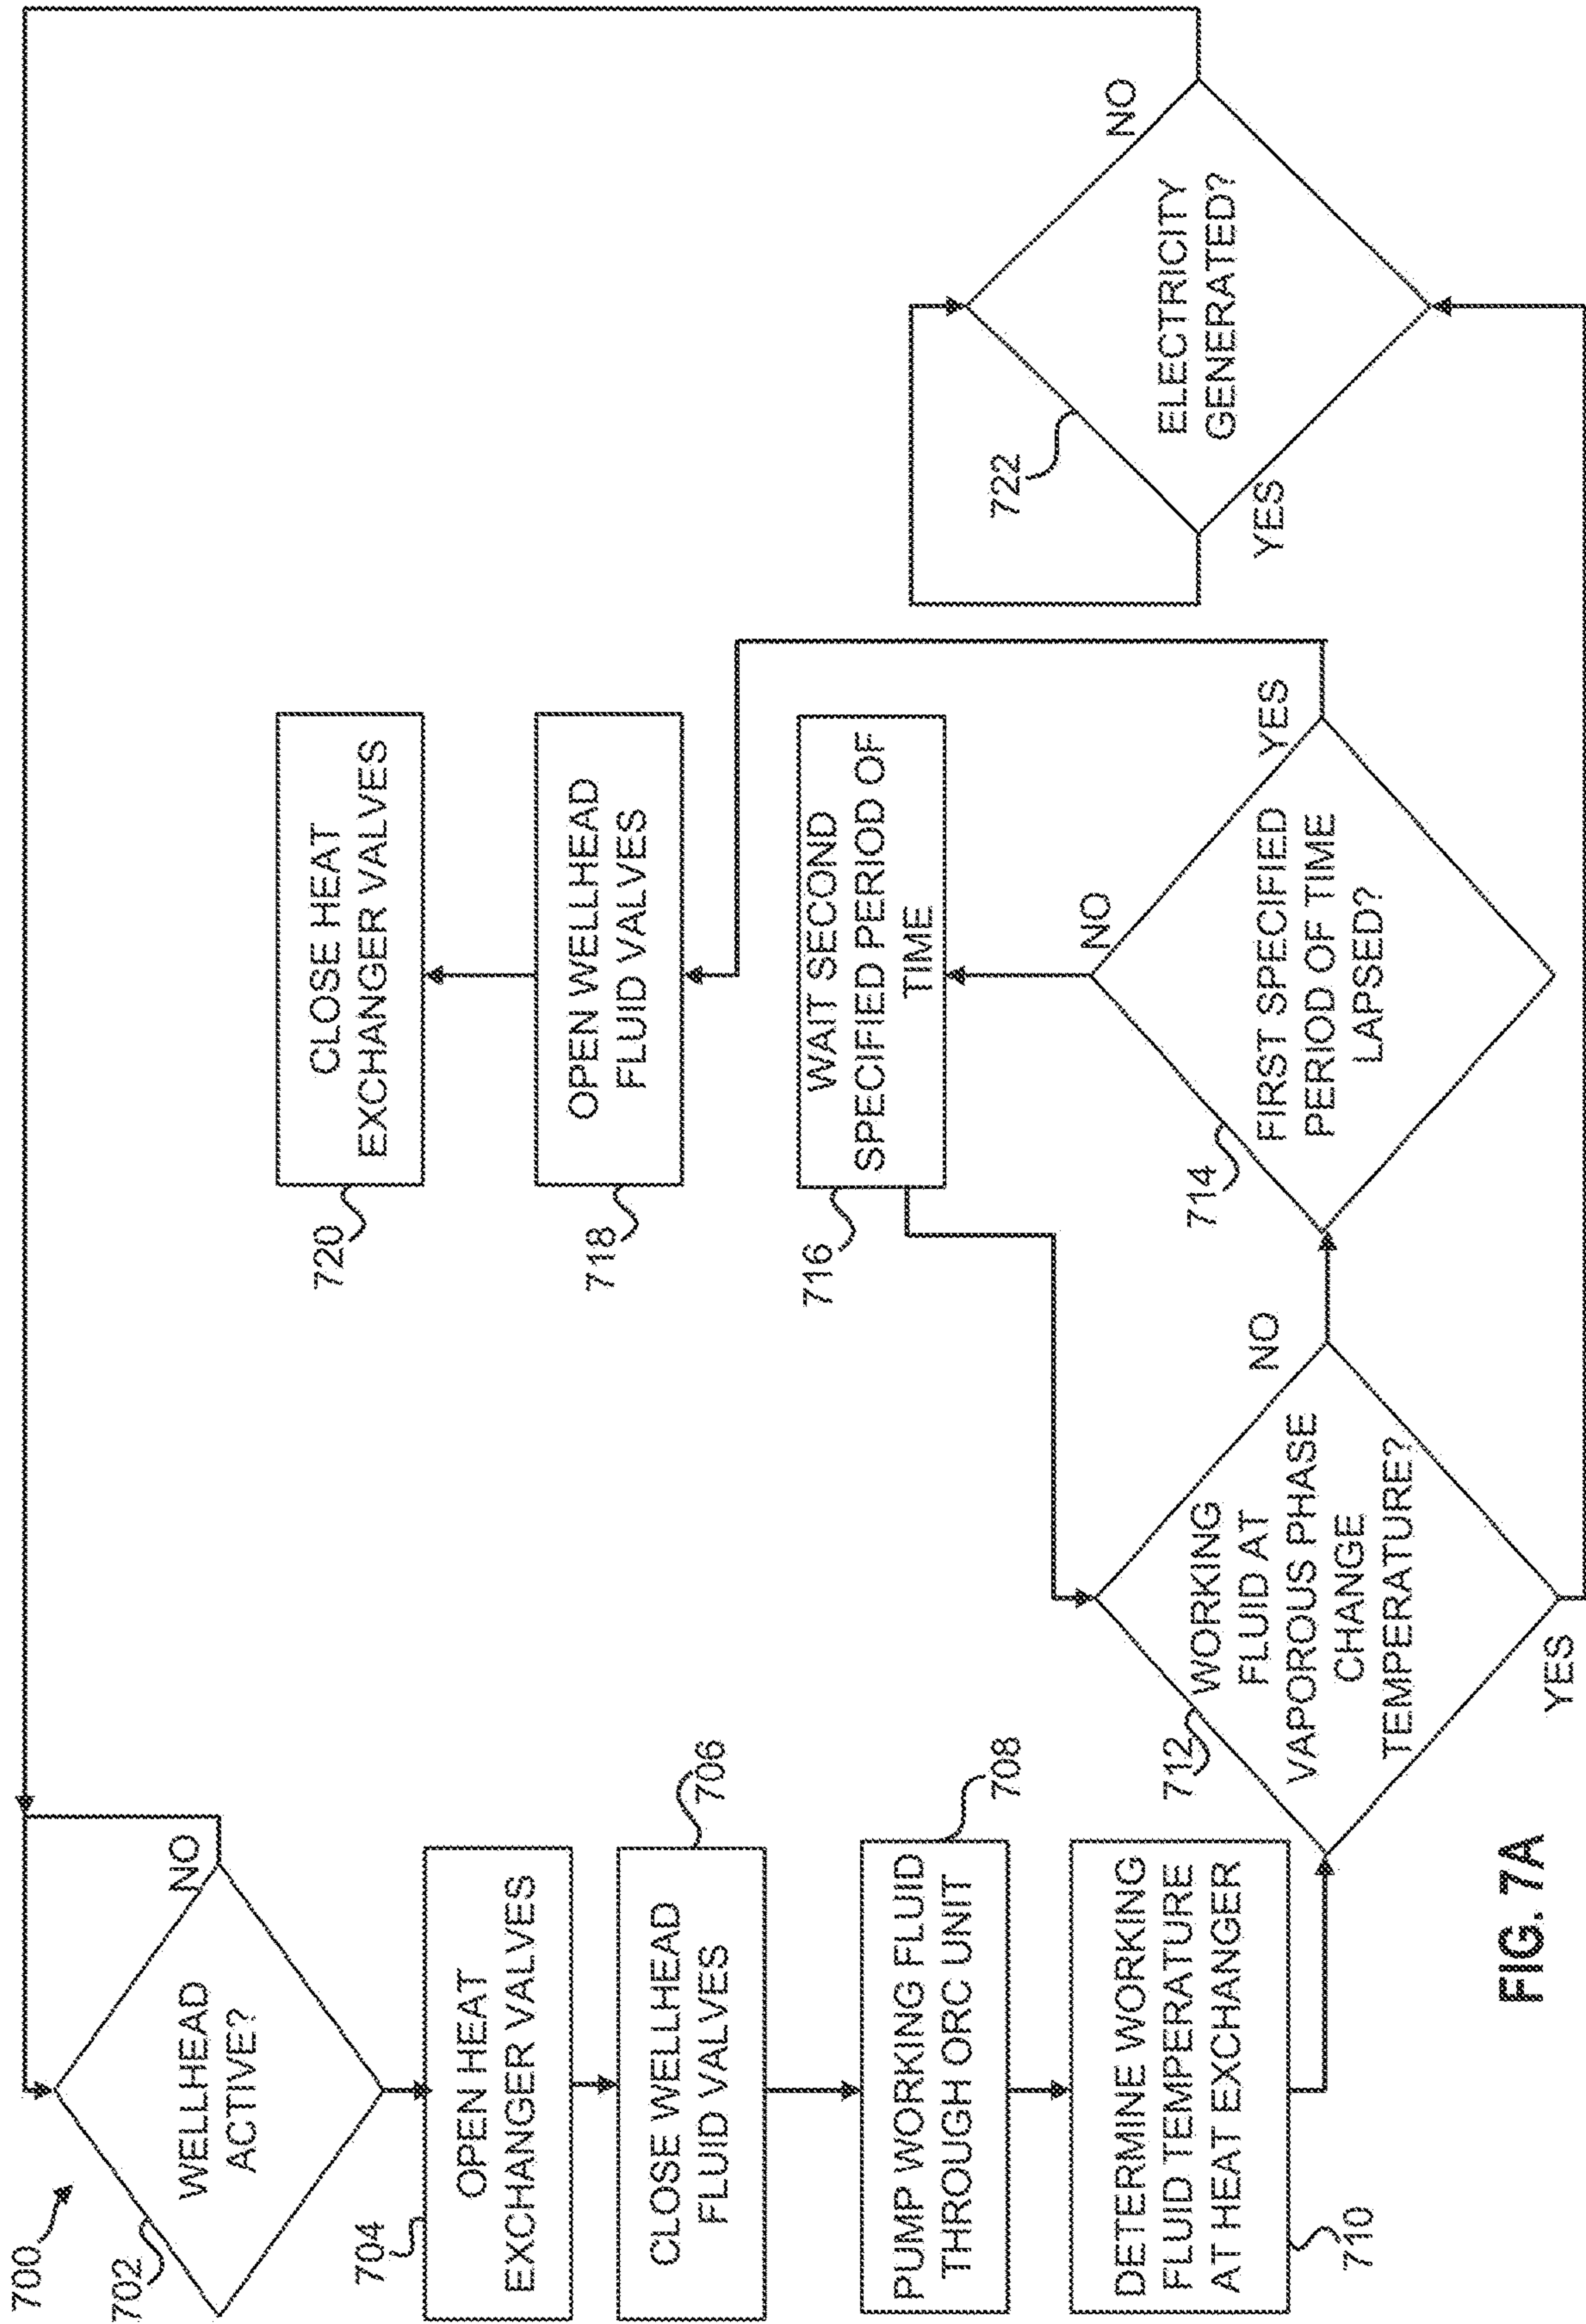 700
702
WELLHEAD
ACTIVE?
NO
704
OPEN HEAT
EXCHANGER VALVES
CLOSE WELLHEAD
FLUID VALVES
706
PUMP WORKING FLUID
THROUGH ORC UNIT
708
DETERMINE WORKING
FLUID TEMPERATURE
AT HEAT EXCHANGER
710
712
WORKING
FLUID AT
VAPOROUS PHASE
CHANGE
TEMPERATURE?
NO
YES
714
FIRST SPECIFIED
PERIOD OF TIME
LAPSED?
NO
YES
716
WAIT SECOND
SPECIFIED PERIOD OF
TIME
718
OPEN WELLHEAD
FLUID VALVES
720
CLOSE HEAT
EXCHANGER VALVES
722
ELECTRICITY
GENERATED?
YES
NO
FIG. 7A